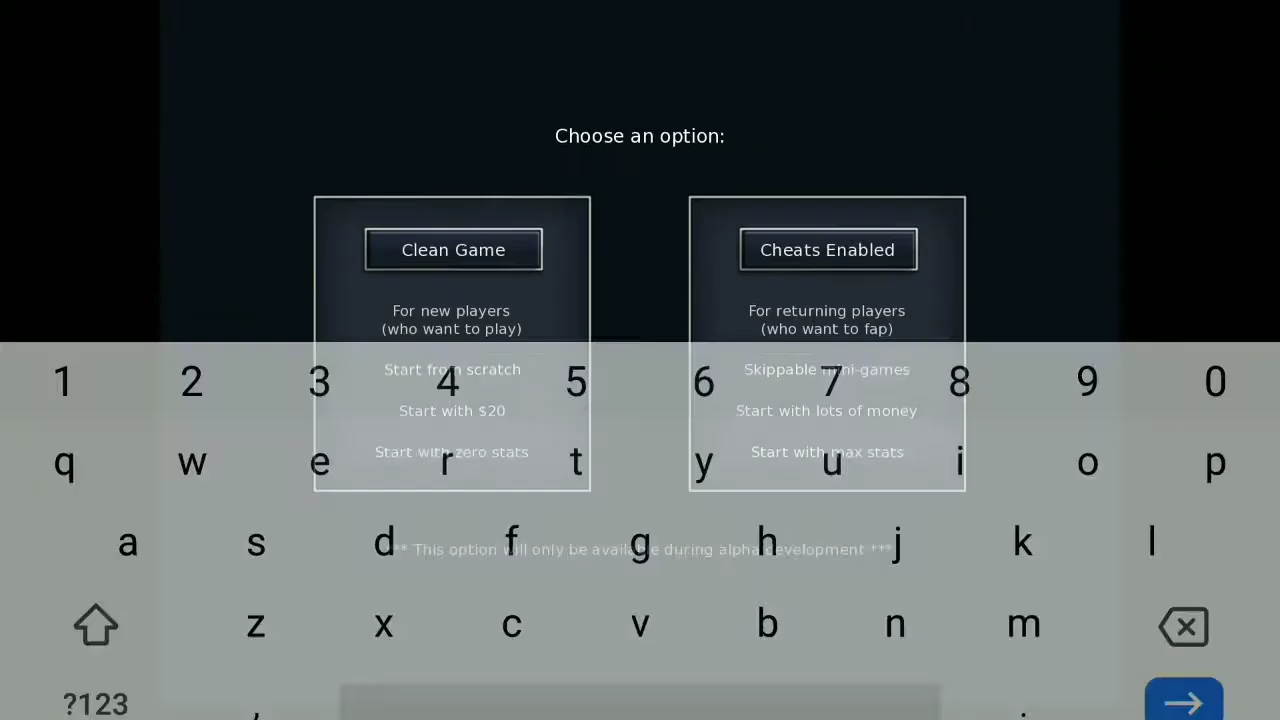 Choose an option:
Clean Game
Cheats Enabled
For new players
(who want to play)
For returning players
(who want to fap)
Start from scratch
Skippable mini-games
Start with $20
Start with lots of money
Start with zero stats
Start with max stats
*** This option will only be available during alpha development ***
1 2 3 4 5 6 7 8 9 0
q w e r t y u i o p
a s d f g h j k l
z x c v b n m
?123 , .